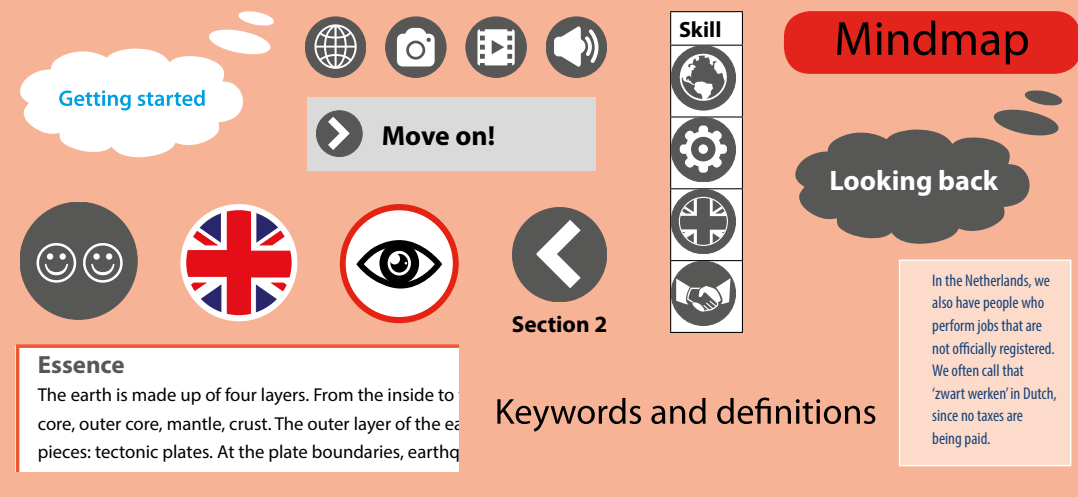 Getting started
Move on!
Skill
Mindmap
Looking back
Section 2
Essence
The earth is made up of four layers. From the inside to
core, outer core, mantle, crust. The outer layer of the
pieces: tectonic plates. At the plate boundaries,
Keywords and definitions
In the Netherlands, we
also have people who
perform jobs that are
not officially registered.
We often call that
‘zwart werken’ in Dutch,
since no taxes are
being paid.